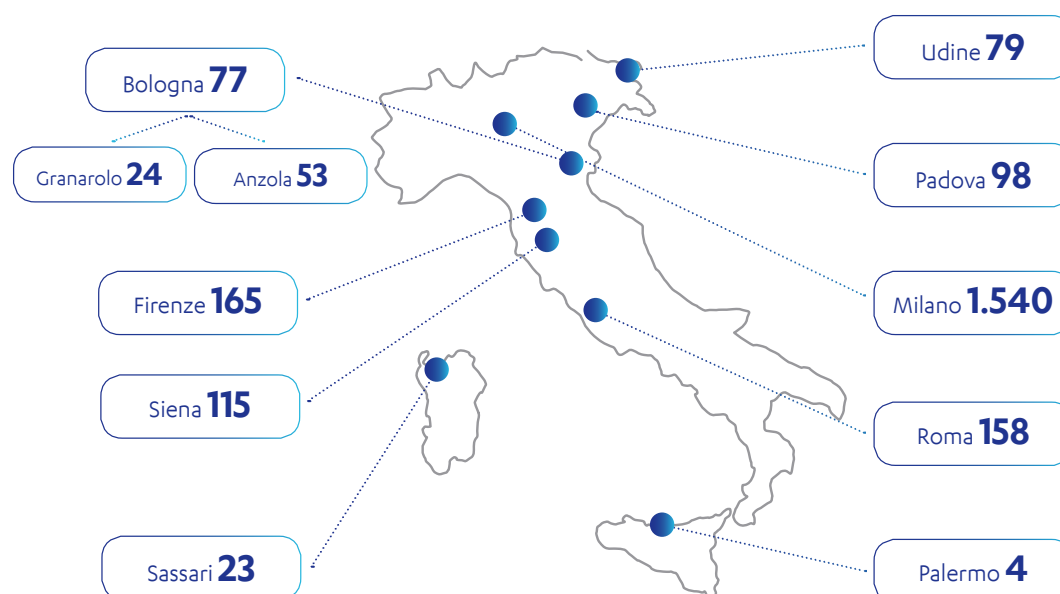 Bologna 77
Granarolo 24
Anzola 53
Firenze 165
Siena 115
Sassari 23
Udine 79
Padova 98
Milano 1.540
Roma 158
Palermo 4